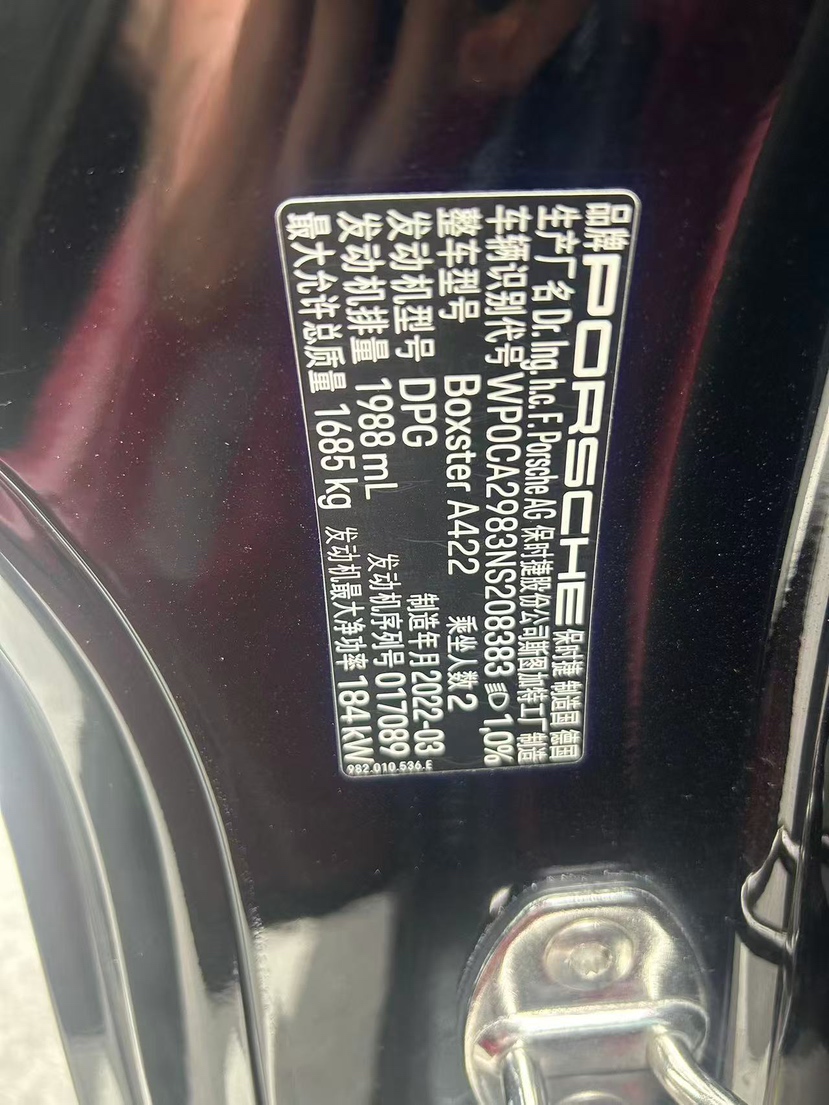 品牌 PORSCHE 保时捷 制造国 德国
生产厂名 Dr. Ing. h.c. F. Porsche AG 保时捷股份公司斯图加特工厂制造
车辆识别代号 WP0CA2983NS208383 1,0%
整车型号 Boxster A422 乘坐人数 2
发动机型号 DPG 制造年月 2022-03
发动机排量 1988 mL 发动机序列号 017089
最大允许总质量 1685 kg 发动机最大净功率 184 kW
982.010.536.E